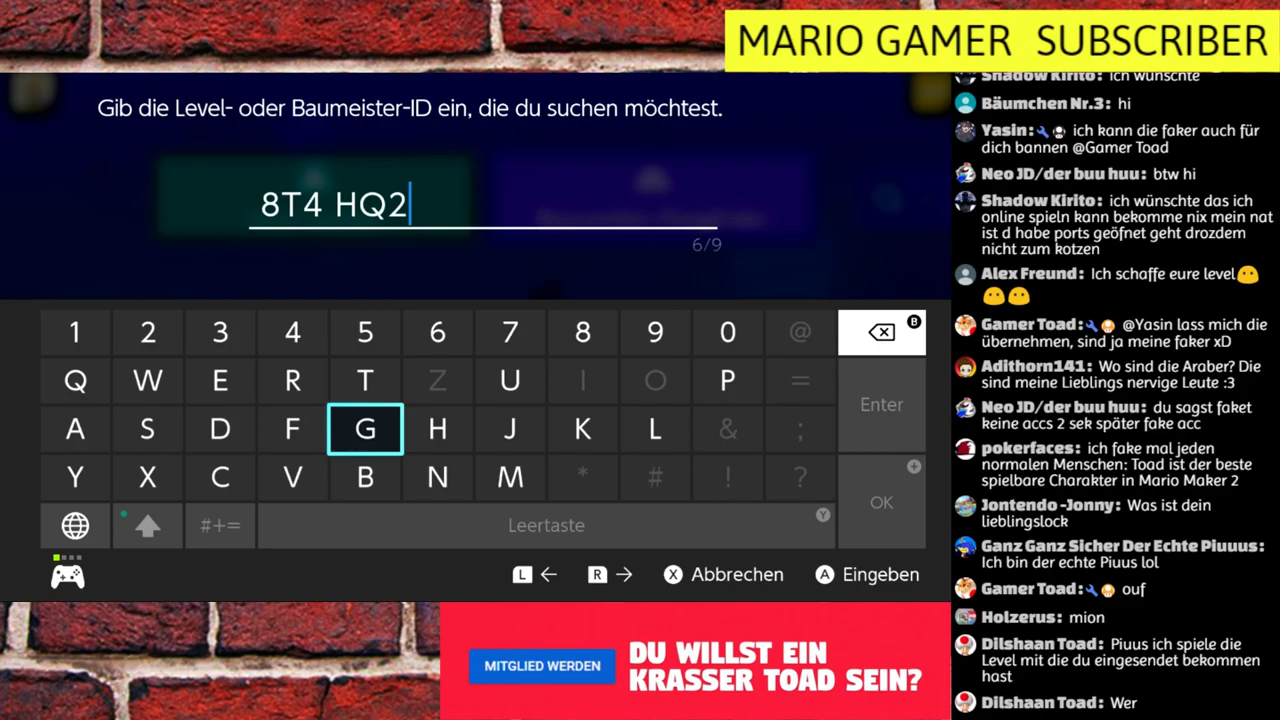 MARIO GAMER SUBSCRIBER
Gib die Level- oder Baumeister-ID ein, die du suchen möchtest.
8T4 HQ2
6/9
1 2 3 4 5 6 7 8 9 0 @
Q W E R T Z U I O P =
Enter
A S D F G H J K L & ;
Y X C V B N M * # ! ?
OK
#+= Leertaste Y
L ← R → X Abbrechen A Eingeben
B
MITGLIED WERDEN
DU WILLST EIN
KRASSER TOAD SEIN?
Shadow Kirito: ich wünschte
Bäumchen Nr.3: hi
Yasin: ich kann die faker auch für
dich bannen @Gamer Toad
Neo JD/der buu huu: btw hi
Shadow Kirito: ich wünschte das ich
online spieln kann bekomme nix mein nat
ist d habe ports geöfnet geht drozdem
nicht zum kotzen
Alex Freund: Ich schaffe eure level
Gamer Toad: @Yasin lass mich die
übernehmen, sind ja meine faker xD
Adithorn141: Wo sind die Araber? Die
sind meine Lieblings nervige Leute :3
Neo JD/der buu huu: du sagst faket
keine accs 2 sek später fake acc
pokerfaces: ich fake mal jeden
normalen Menschen: Toad ist der beste
spielbare Charakter in Mario Maker 2
Jontendo -Jonny: Was ist dein
lieblingslock
Ganz Ganz Sicher Der Echte Piuuus:
Ich bin der echte Piuus lol
Gamer Toad: ouf
Holzerus: mion
Dilshaan Toad: Piuus ich spiele die
Level mit die du eingesendet bekommen
hast
Dilshaan Toad: Wer